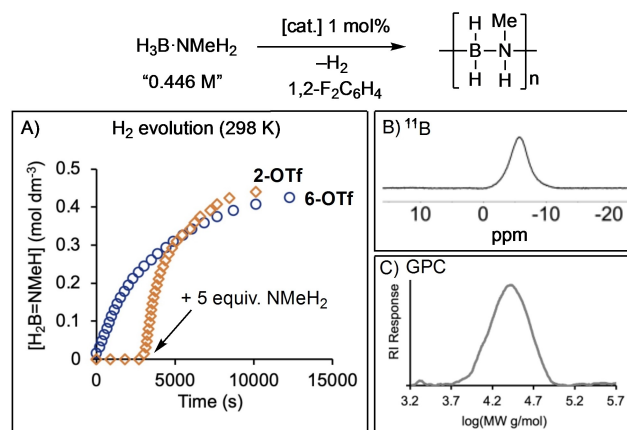 H₃B·NMeH₂
"0.446 M"
[cat.] 1 mol%
–H₂
1,2-F₂C₆H₄
H Me
B N
H H
n
A) H₂ evolution (298 K)
[H₂B=NMeH] (mol dm⁻³)
0.5
0.4
0.3
0.2
0.1
0
2-OTf
6-OTf
+ 5 equiv. NMeH₂
0 5000 10000 15000
Time (s)
B) ¹¹B
10 0 -10 -20
ppm
C) GPC
RI Response
3.2 3.7 4.2 4.7 5.2 5.7
log(MW g/mol)